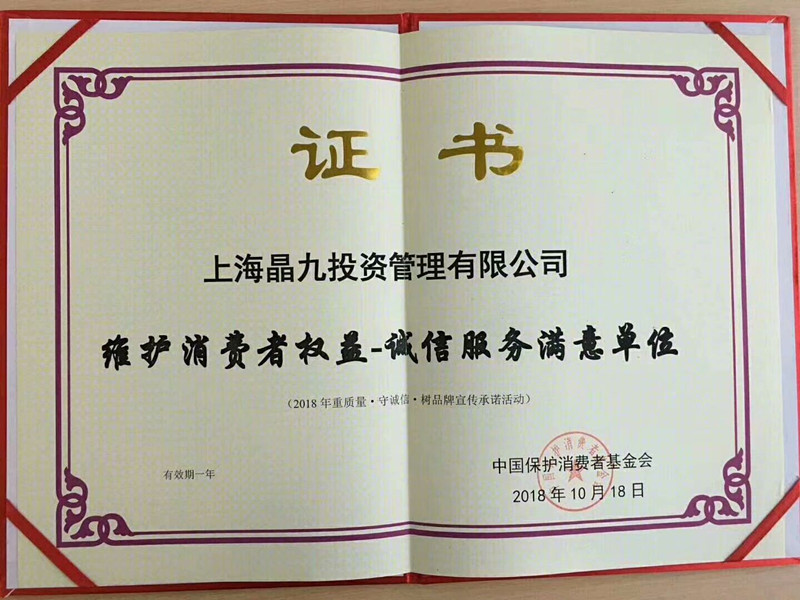 证书
上海晶九投资管理有限公司
维护消费者权益-诚信服务满意单位
（2018年重质量·守诚信·树品牌宣传承诺活动）
有效期一年
中国保护消费者基金会
2018年10月18日